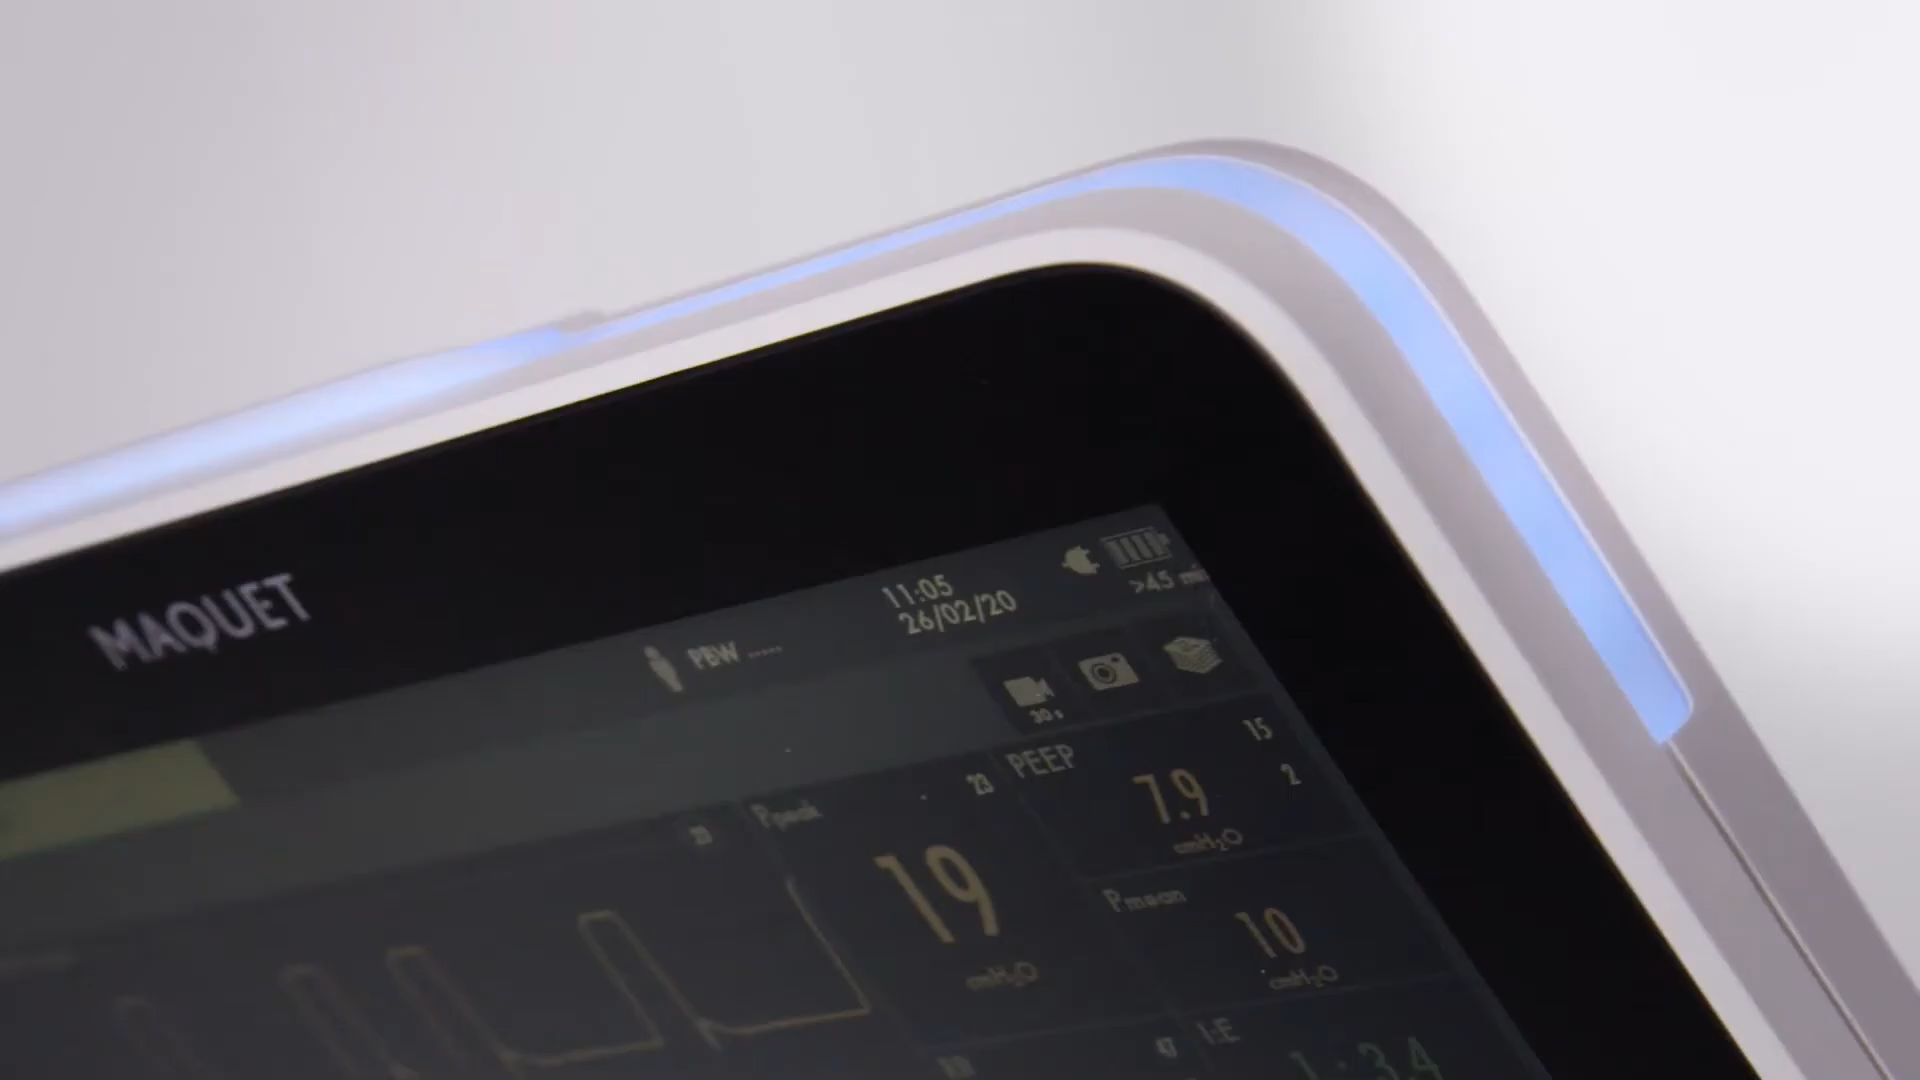 MAQUET
PBW -----
11:05
26/02/20
>45 min
30 s
Ppeak
23
19
cmH2O
PEEP
15
2
7.9
cmH2O
Pmean
10
cmH2O
47
I:E
1:3.4